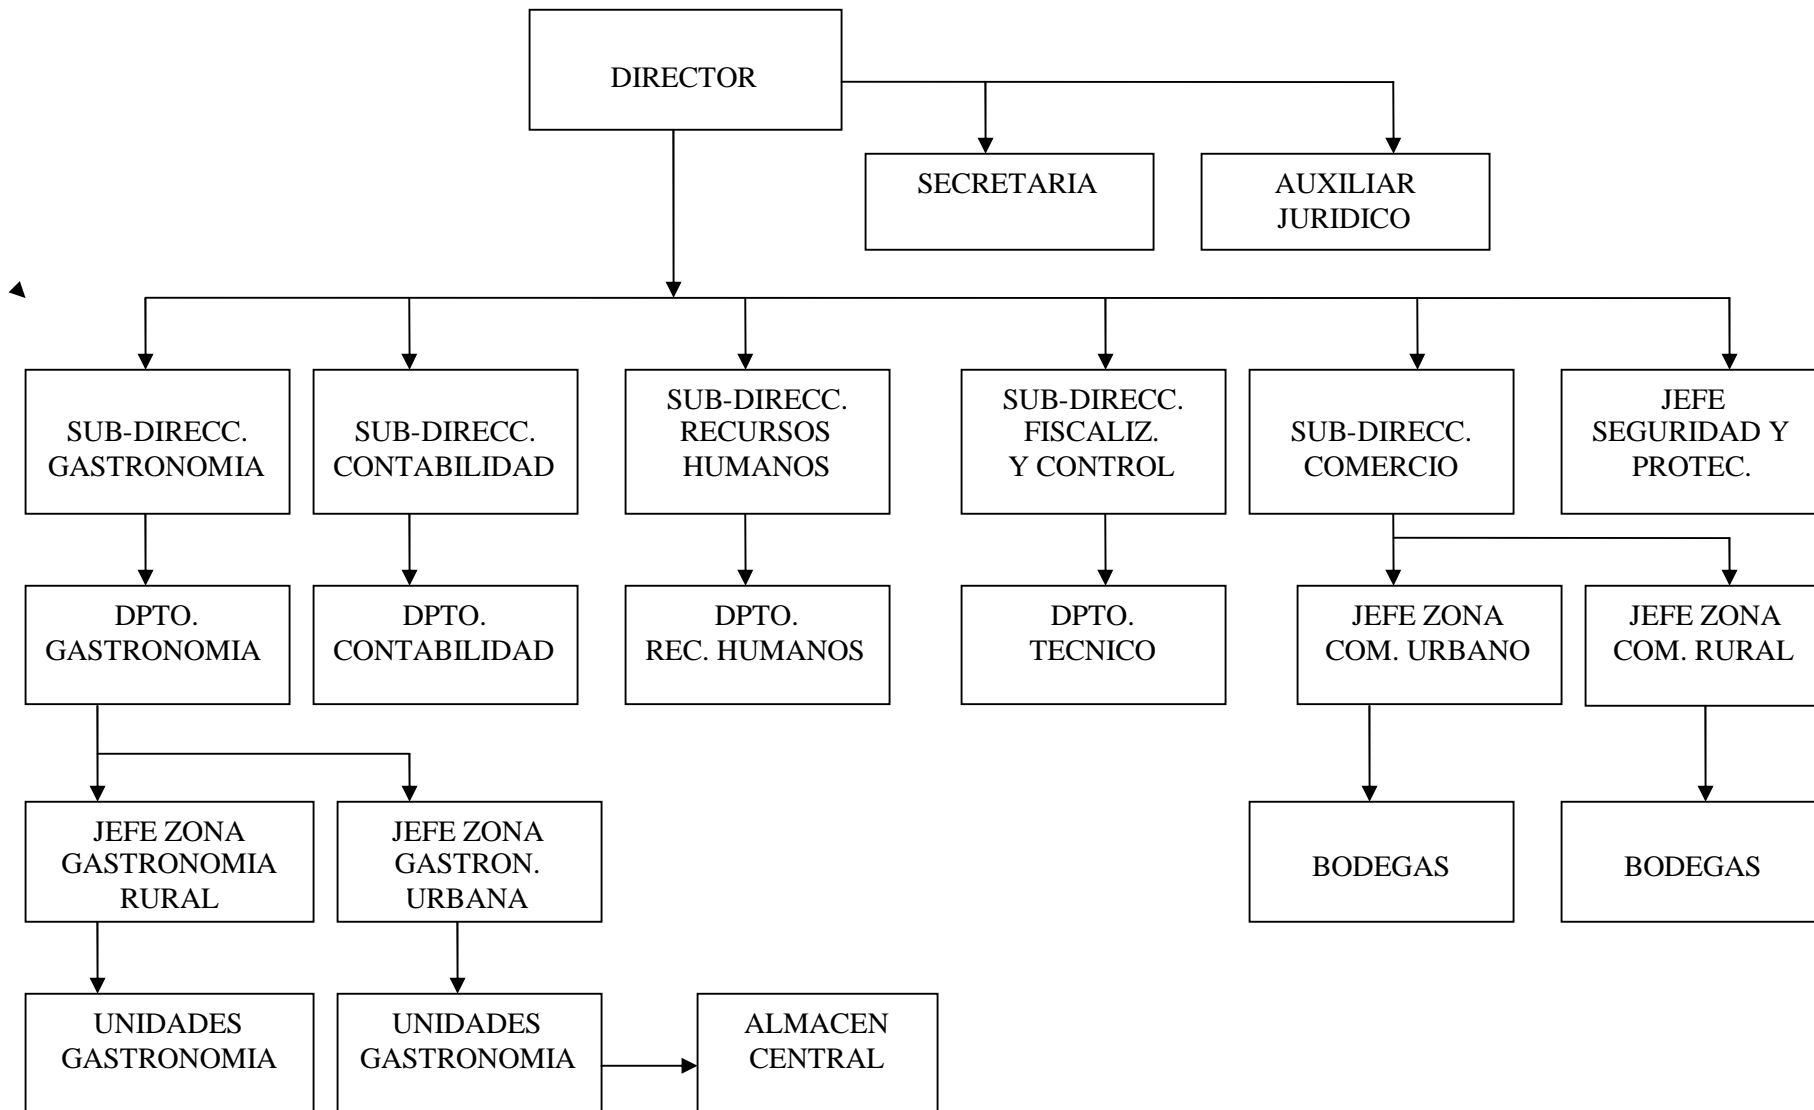 DIRECTOR
SECRETARIA
AUXILIAR
JURIDICO
SUB-DIRECC.
GASTRONOMIA
SUB-DIRECC.
CONTABILIDAD
SUB-DIRECC.
RECURSOS
HUMANOS
SUB-DIRECC.
FISCALIZ.
Y CONTROL
SUB-DIRECC.
COMERCIO
JEFE
SEGURIDAD Y
PROTEC.
DPTO.
GASTRONOMIA
DPTO.
CONTABILIDAD
DPTO.
REC. HUMANOS
DPTO.
TECNICO
JEFE ZONA
COM. URBANO
JEFE ZONA
COM. RURAL
JEFE ZONA
GASTRONOMIA
RURAL
JEFE ZONA
GASTRON.
URBANA
BODEGAS
BODEGAS
UNIDADES
GASTRONOMIA
UNIDADES
GASTRONOMIA
ALMACEN
CENTRAL